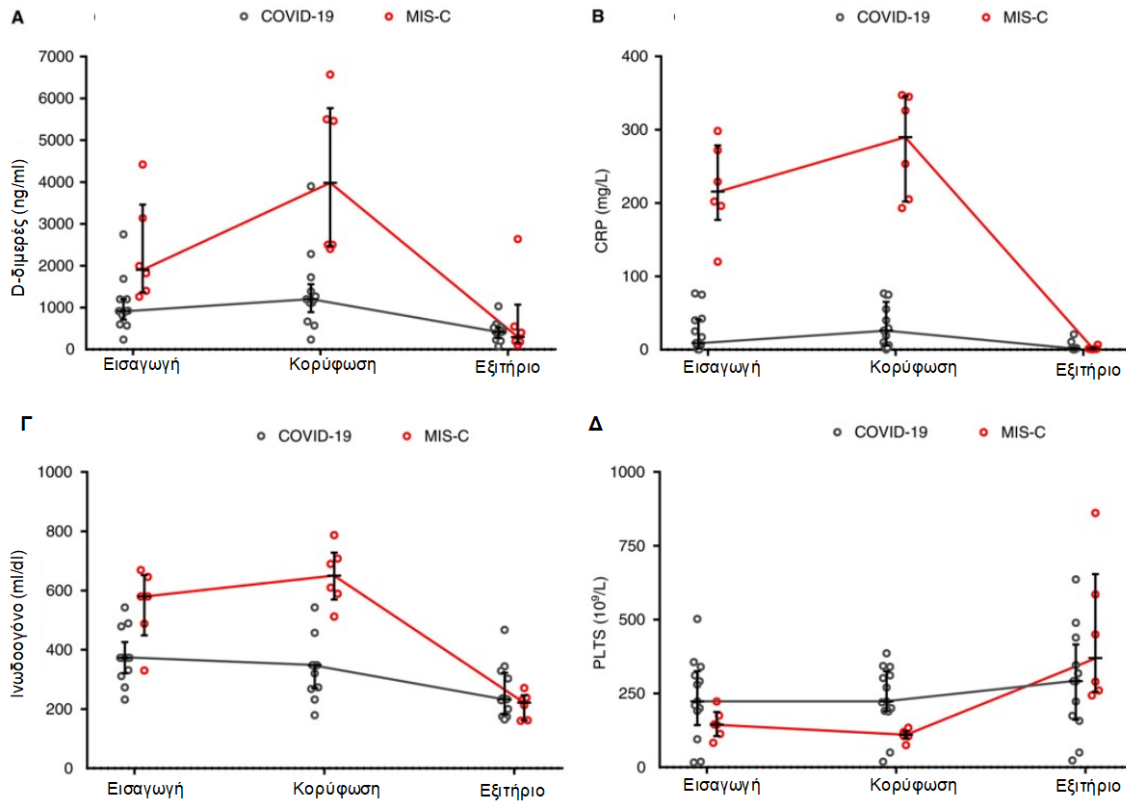 A COVID-19 MIS-C
D-διμερές (ng/ml)
7000
6000
5000
4000
3000
2000
1000
0
Εισαγωγή Κορύφωση Εξιτήριο
B COVID-19 MIS-C
CRP (mg/L)
400
300
200
100
0
Εισαγωγή Κορύφωση Εξιτήριο
Γ COVID-19 MIS-C
Ινωδοογόνο (ml/dl)
1000
800
600
400
200
0
Εισαγωγή Κορύφωση Εξιτήριο
Δ COVID-19 MIS-C
PLTS (10⁹/L)
1000
750
500
250
0
Εισαγωγή Κορύφωση Εξιτήριο